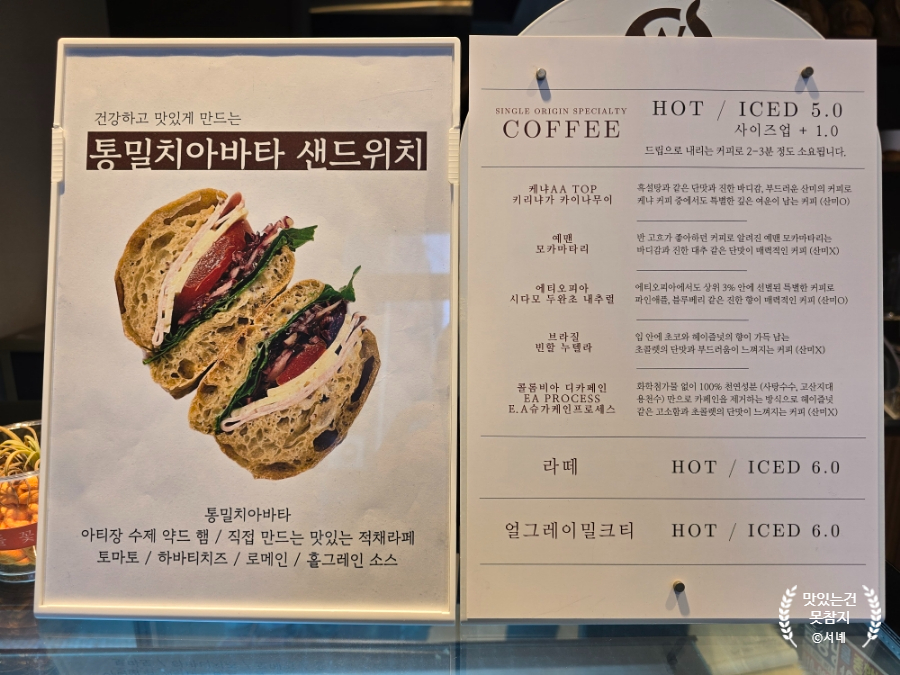 건강하고 맛있게 만드는
통밀치아바타 샌드위치
통밀치아바타
아티장 수제 약드 햄 / 직접 만드는 맛있는 적채라페
토마토 / 하바티치즈 / 로메인 / 홀그레인 소스
SINGLE ORIGIN SPECIALTY
COFFEE
HOT / ICED 5.0
사이즈업 + 1.0
드립으로 내리는 커피로 2-3분 정도 소요됩니다.
케냐AA TOP
키리냐가 카이나무이
흑설탕과 같은 단맛과 진한 바디감, 부드러운 산미의 커피로
케냐 커피 중에서도 특별한 깊은 여운이 남는 커피 (산미O)
예멘
모카마타리
반 고흐가 좋아하던 커피로 알려진 예멘 모카마타리는
바디감과 진한 대추 같은 단맛이 매력적인 커피 (산미X)
에티오피아
시다모 두완초 내추럴
에티오피아에서도 상위 3% 안에 선별된 특별한 커피로
파인애플, 블루베리 같은 진한 향이 매력적인 커피 (산미O)
브라질
빈할 누텔라
입 안에 초코와 헤이즐넛의 향이 가득 남는
초콜렛의 단맛과 부드러움이 느껴지는 커피 (산미X)
콜롬비아 디카페인
EA PROCESS
E.A슈가케인프로세스
화학첨가물 없이 100% 천연성분 (사탕수수, 고산지대
용천수) 만으로 카페인을 제거하는 방식으로 헤이즐넛
같은 고소함과 초콜렛의 단맛이 느껴지는 커피 (산미X)
라떼
HOT / ICED 6.0
얼그레이밀크티
HOT / ICED 6.0
맛있는건
못참지
©서네